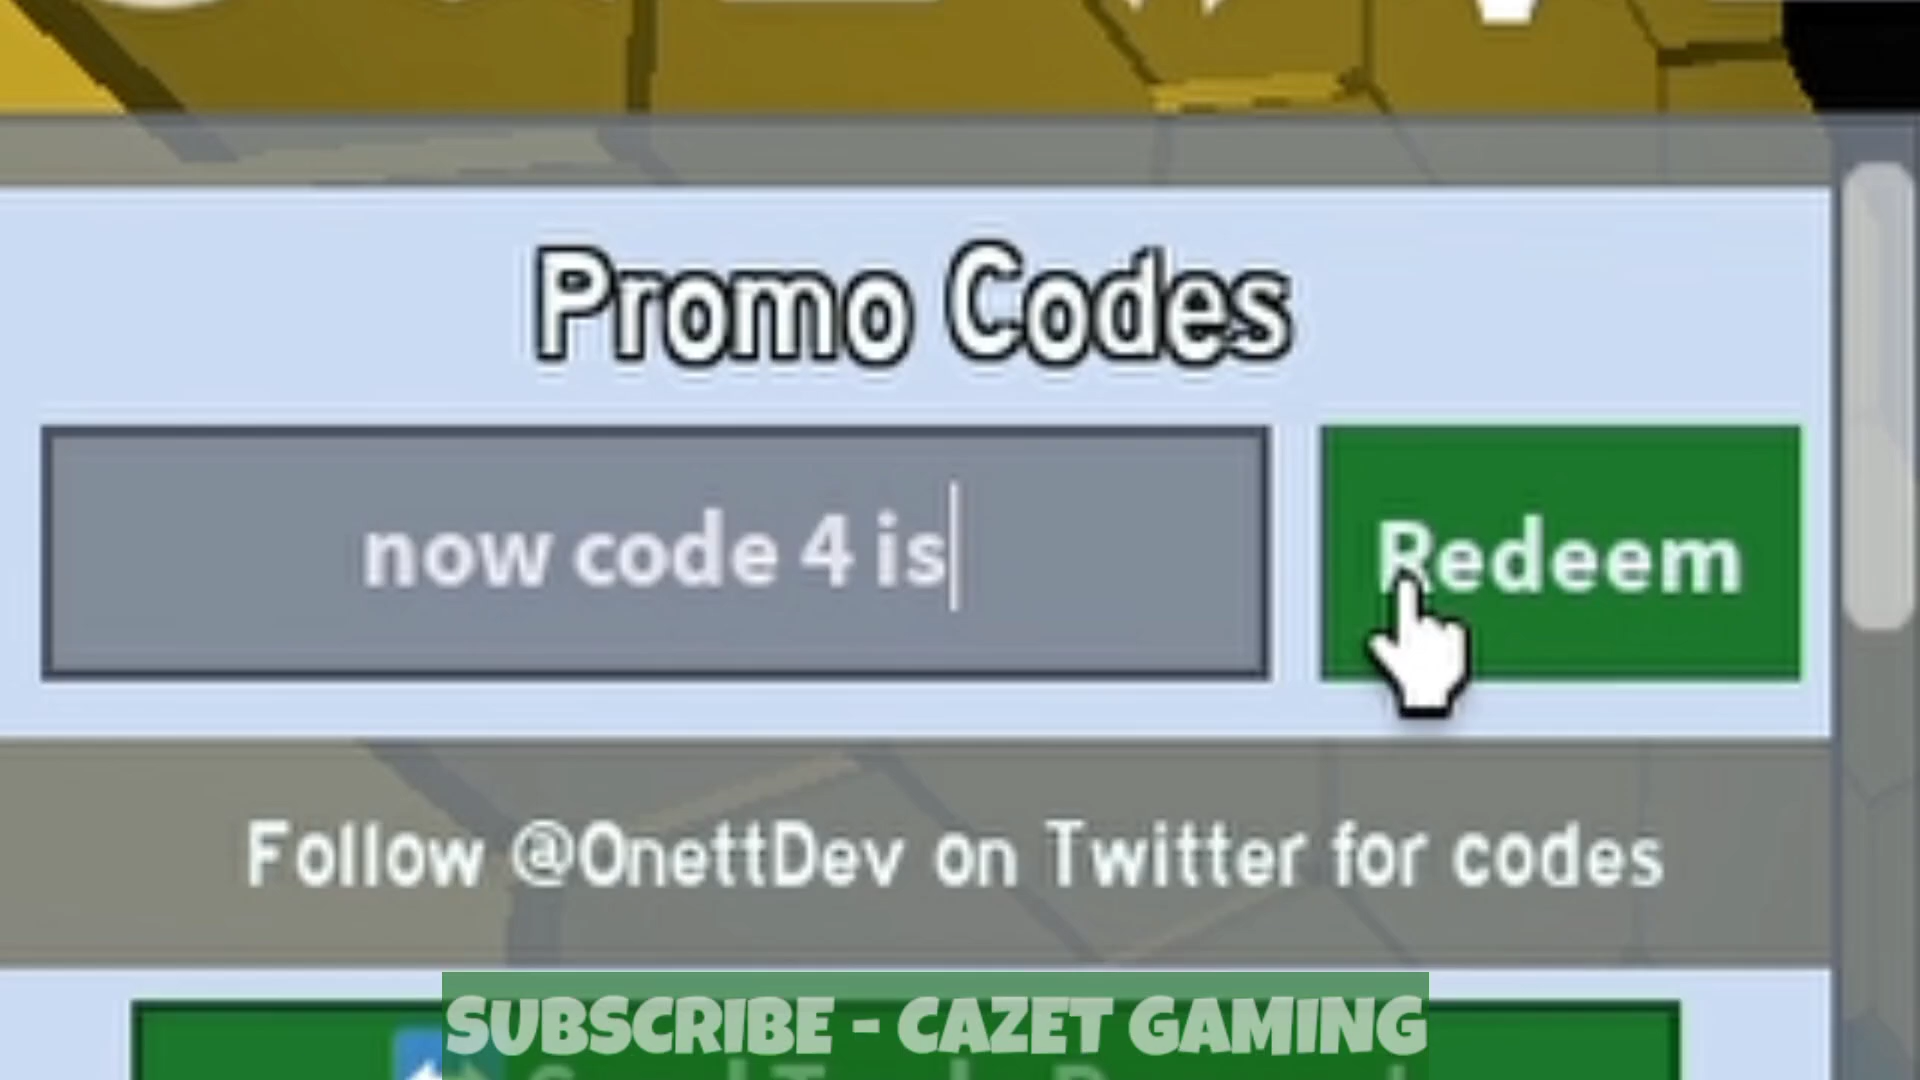 Promo Codes
now code 4 is
Redeem
Follow @OnettDev on Twitter for codes
SUBSCRIBE - CAZET GAMING